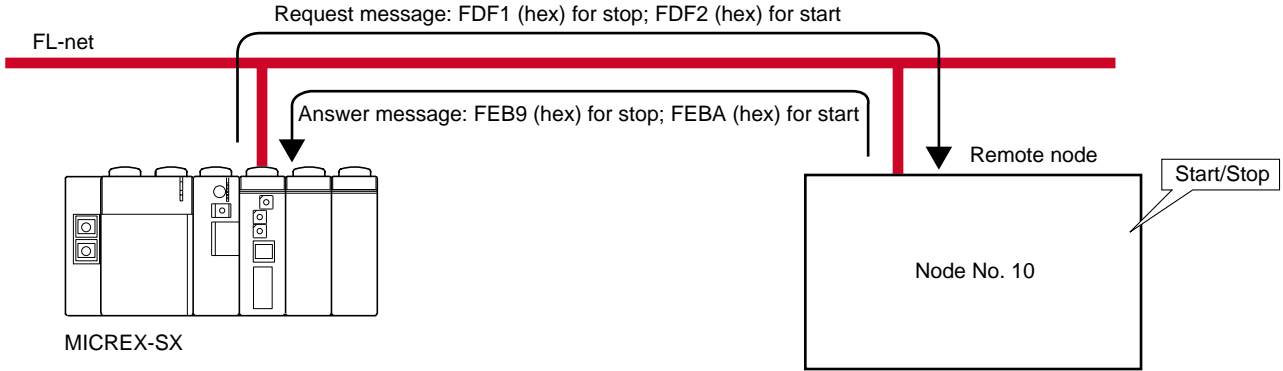 Request message: FDF1 (hex) for stop; FDF2 (hex) for start
FL-net
Answer message: FEB9 (hex) for stop; FEBA (hex) for start
Remote node
Start/Stop
Node No. 10
MICREX-SX